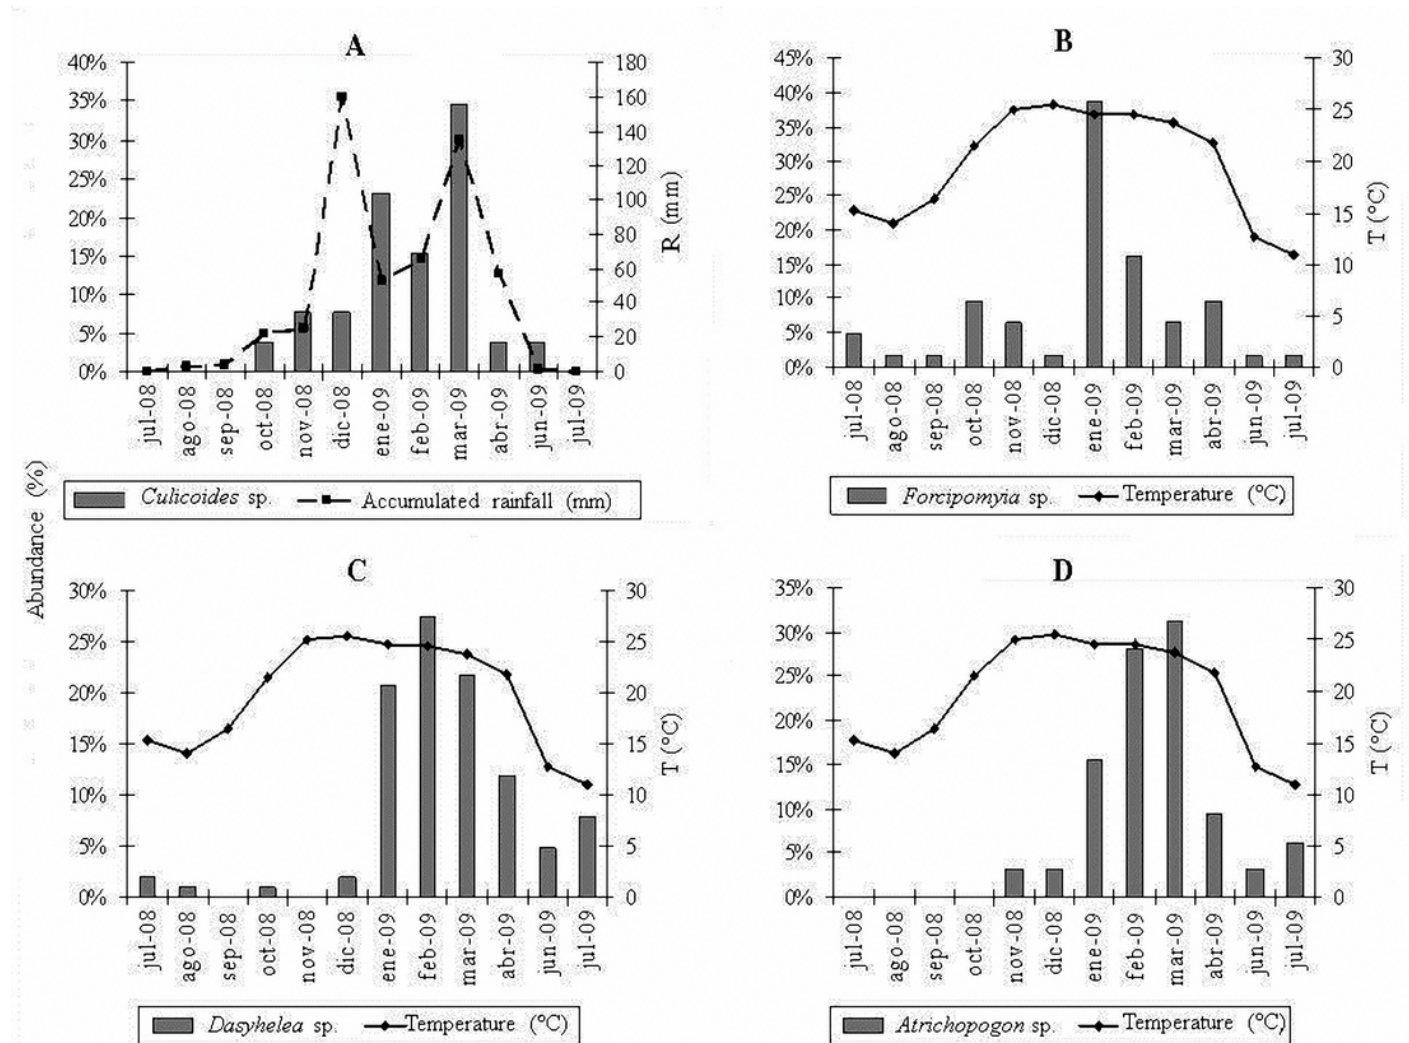 Abundance (%)
A
40%
35%
30%
25%
20%
15%
10%
5%
0%
180
160
140
120
100
80
60
40
20
0
R (mm)
jul-08
ago-08
sep-08
oct-08
nov-08
dic-08
ene-09
feb-09
mar-09
abr-09
jun-09
jul-09
Culicoides sp. Accumulated rainfall (mm)
B
45%
40%
35%
30%
25%
20%
15%
10%
5%
0%
30
25
20
15
10
5
0
T (°C)
jul-08
ago-08
sep-08
oct-08
nov-08
dic-08
ene-09
feb-09
mar-09
abr-09
jun-09
jul-09
Forcipomyia sp. Temperature (°C)
C
30%
25%
20%
15%
10%
5%
0%
30
25
20
15
10
5
0
T (°C)
jul-08
ago-08
sep-08
oct-08
nov-08
dic-08
ene-09
feb-09
mar-09
abr-09
jun-09
jul-09
Dasyhelea sp. Temperature (°C)
D
35%
30%
25%
20%
15%
10%
5%
0%
30
25
20
15
10
5
0
T (°C)
jul-08
ago-08
sep-08
oct-08
nov-08
dic-08
ene-09
feb-09
mar-09
abr-09
jun-09
jul-09
Atrichopogon sp. Temperature (°C)